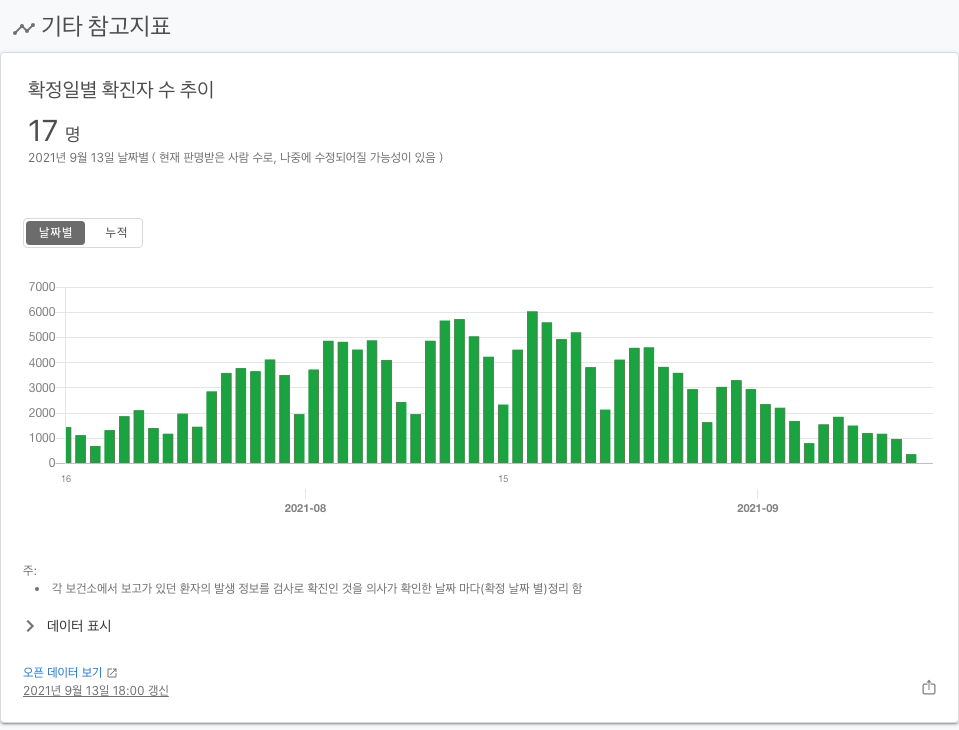 기타 참고지표
확정일별 확진자 수 추이
17 명
2021년 9월 13일 날짜별 ( 현재 판명받은 사람 수로, 나중에 수정되어질 가능성이 있음 )
날짜별 누적
7000
6000
5000
4000
3000
2000
1000
0
16 15
2021-08 2021-09
주:
• 각 보건소에서 보고가 있던 환자의 발생 정보를 검사로 확진인 것을 의사가 확인한 날짜 마다(확정 날짜 별)정리 함
데이터 표시
오픈 데이터 보기
2021년 9월 13일 18:00 갱신